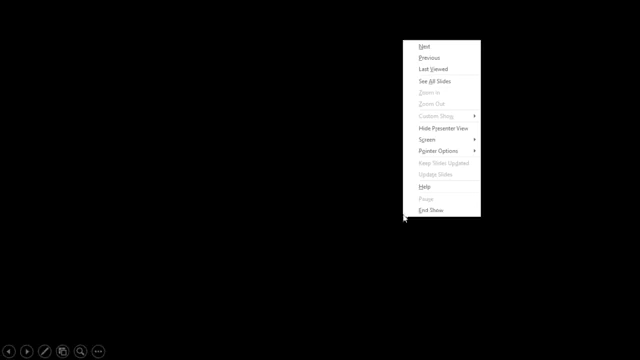 Next
Previous
Last Viewed
See All Slides
Zoom In
Zoom Out
Custom Show
Hide Presenter View
Screen
Pointer Options
Keep Slides Updated
Update Slides
Help
Pause
End Show